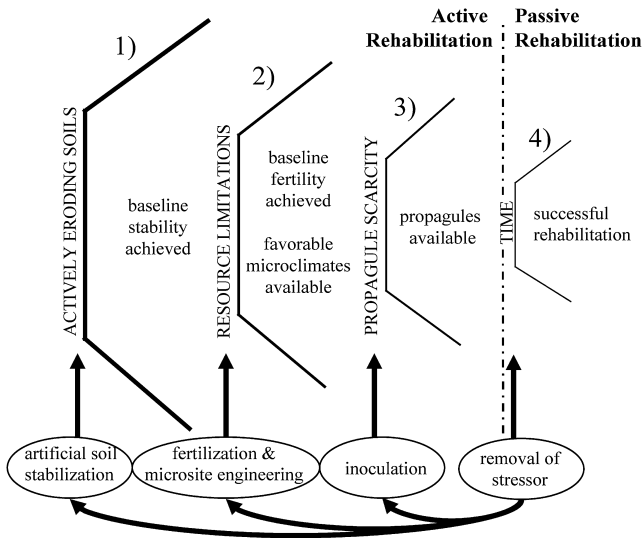 Active
Rehabilitation
Passive
Rehabilitation
1)
2)
3)
4)
ACTIVELY ERODING SOILS
baseline
stability
achieved
RESOURCE LIMITATIONS
baseline
fertility
achieved
favorable
microclimates
available
PROPAGULE SCARCITY
propagules
available
TIME
successful
rehabilitation
artificial soil
stabilization
fertilization &
microsite engineering
inoculation
removal of
stressor